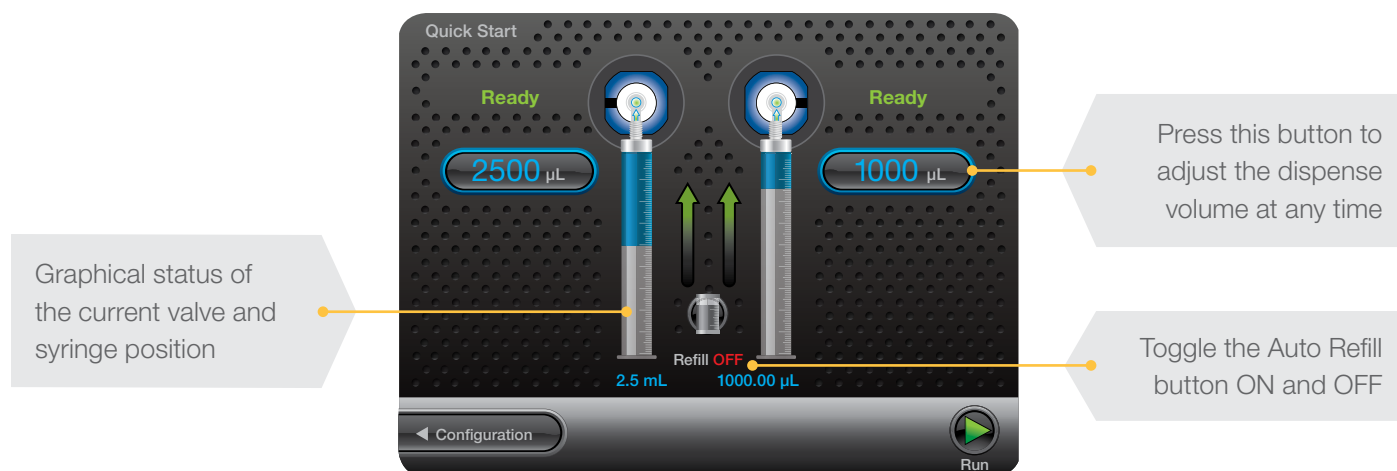 Quick Start
Ready
Ready
2500 µL
1000 µL
Press this button to
adjust the dispense
volume at any time
Graphical status of
the current valve and
syringe position
Refill OFF
2.5 mL
1000.00 µL
Toggle the Auto Refill
button ON and OFF
Configuration
Run